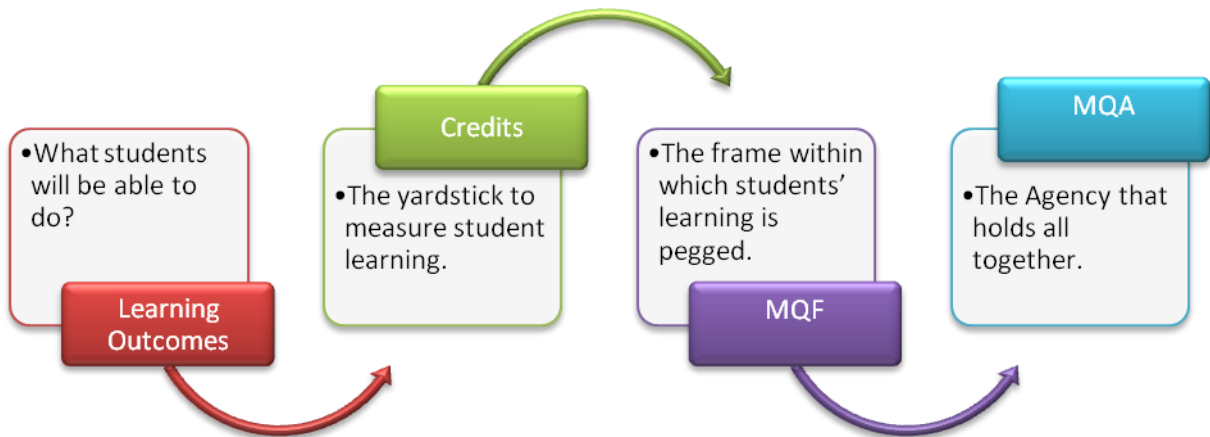 •What students
will be able to
do?
Learning
Outcomes
Credits
•The yardstick to
measure student
learning.
•The frame within
which students’
learning is
pegged.
MQF
MQA
•The Agency that
holds all
together.